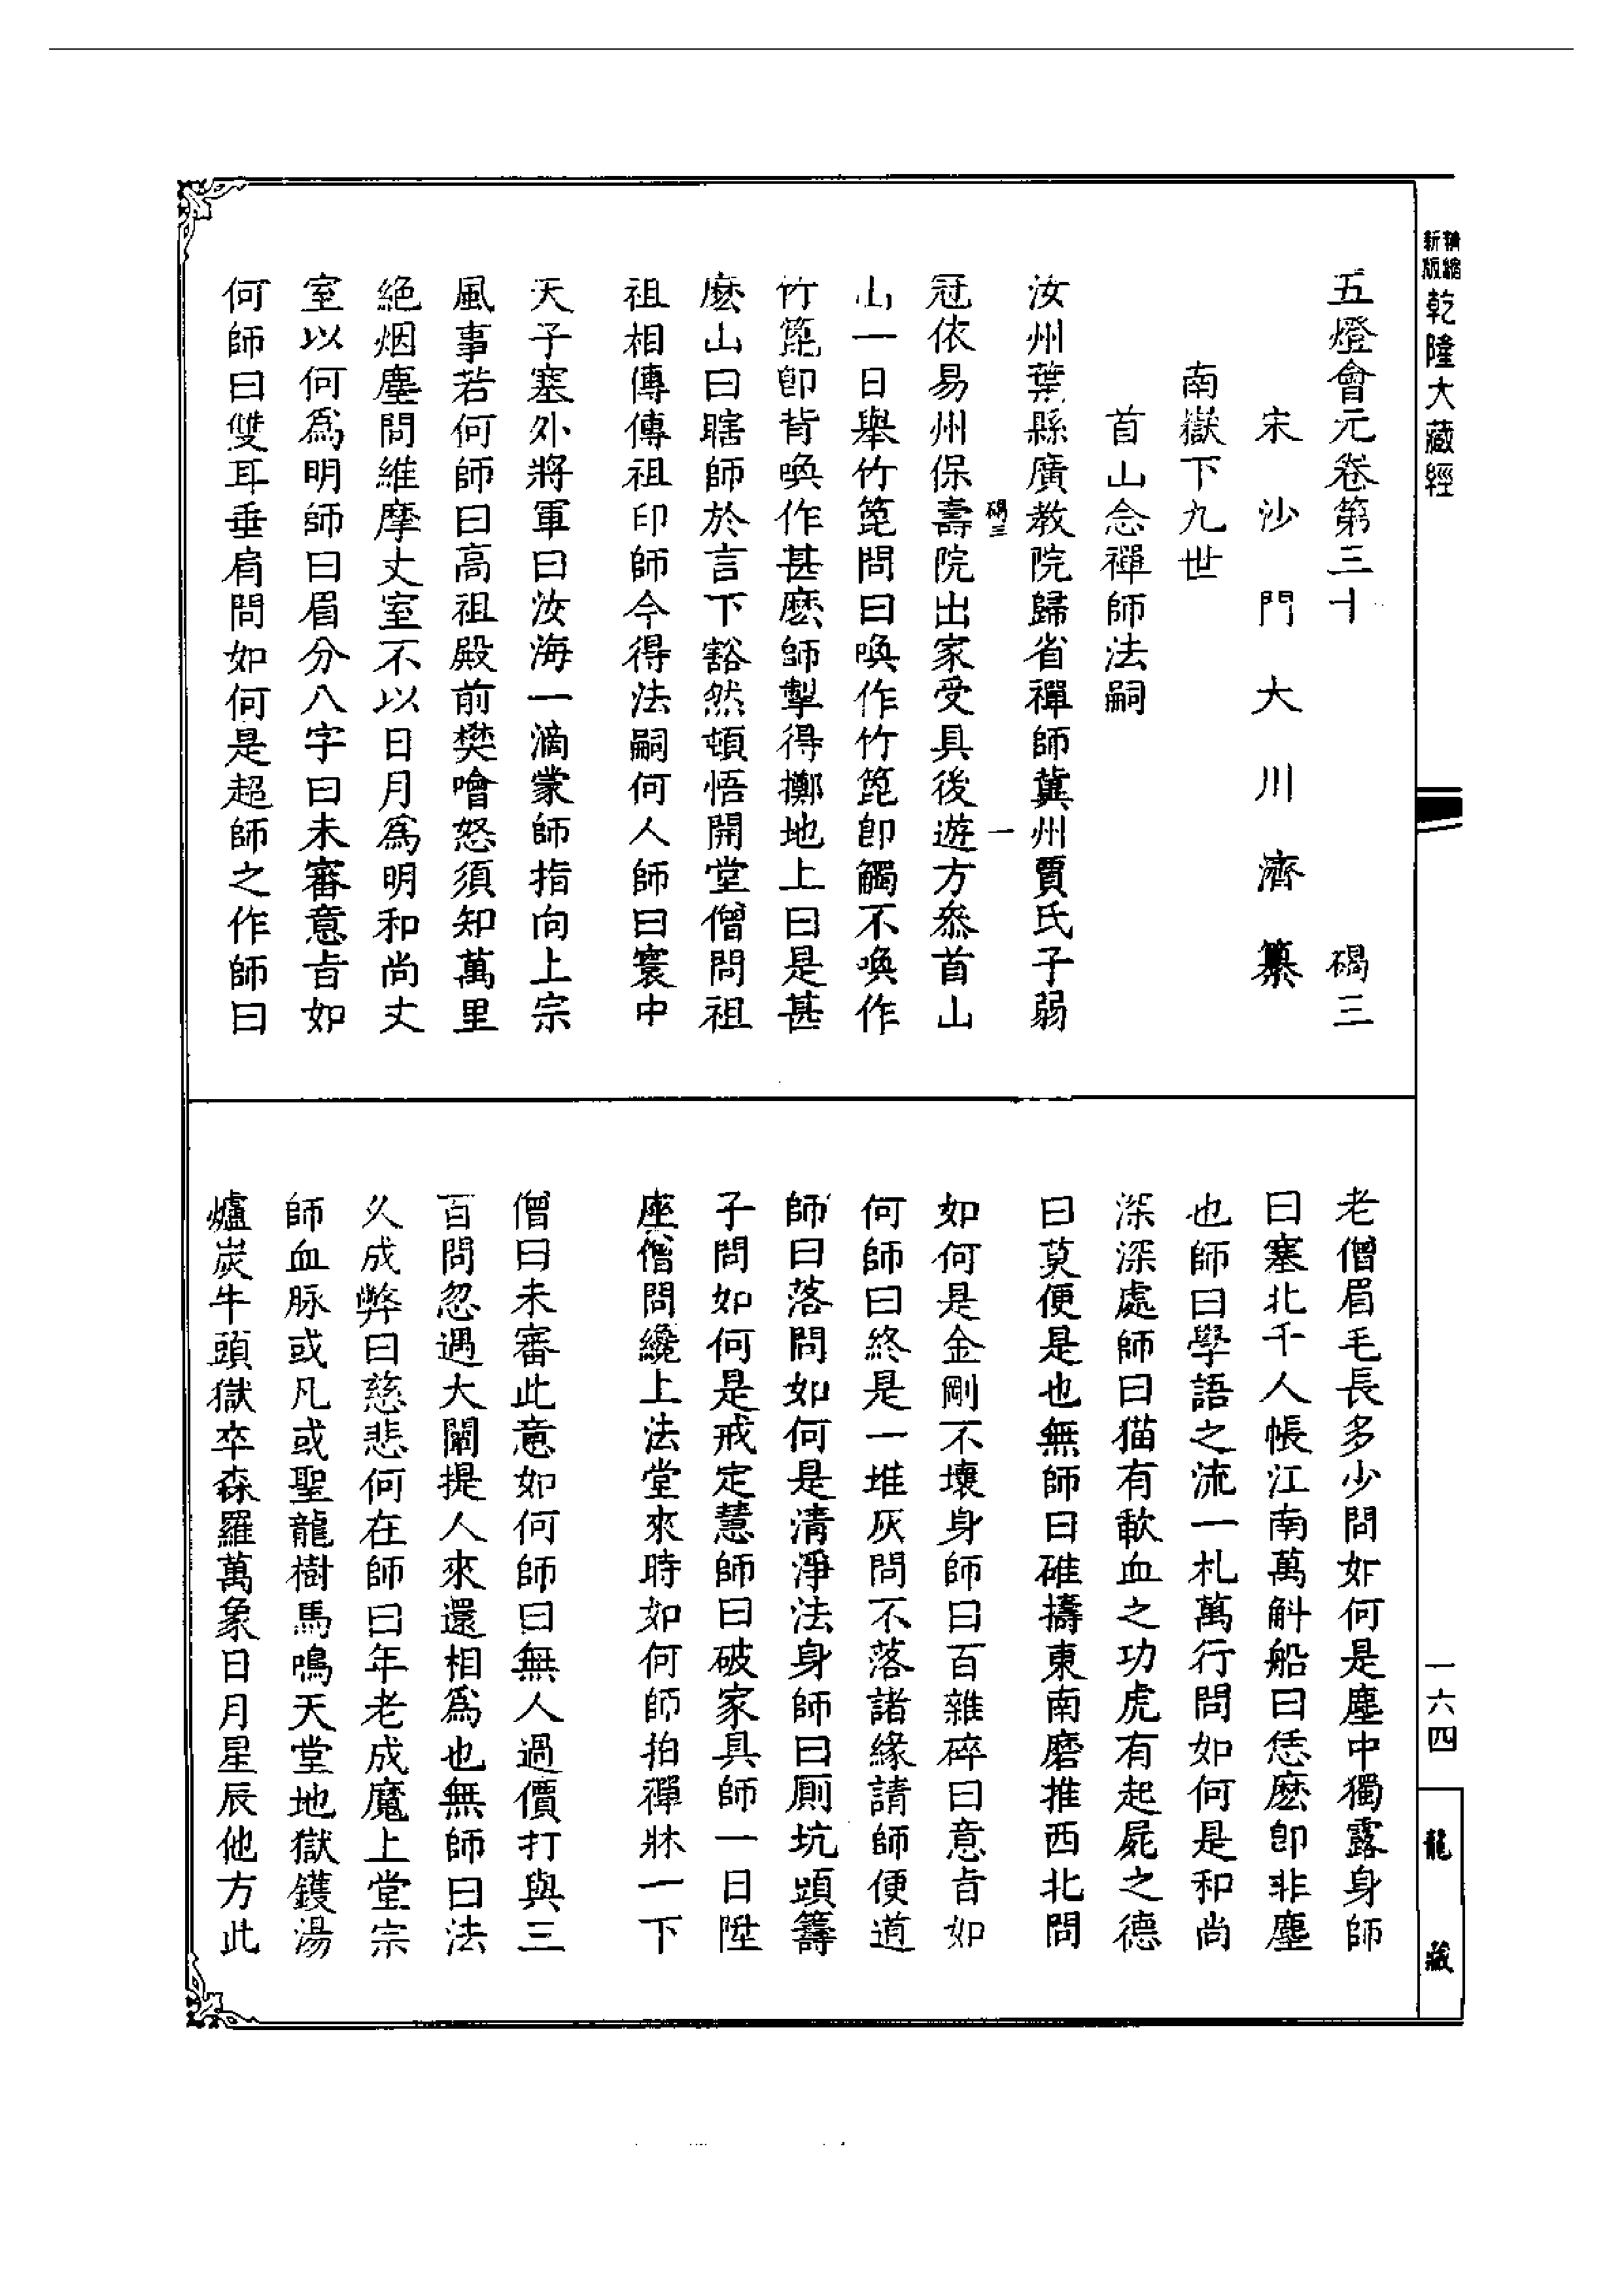 精縮
新版
乾隆大藏經
五燈會元卷第三十 碣三
宋沙門大川濟纂
南嶽下九世
首山念禪師法嗣
汝州葉縣廣教院歸省禪師冀州賈氏子弱
碣三 一
冠依易州保壽院出家受具後遊方叅首山
山一日舉竹篦問曰喚作竹篦卽觸不喚作
竹篦卽背喚作甚麽師掣得擲地上曰是甚
麽山曰瞎師於言下豁然頓悟開堂僧問祖
祖相傳傳祖印師今得法嗣何人師曰寰中
天子塞外將軍曰汝海一滴蒙師指向上宗
風事若何師曰高祖殿前樊噲怒須知萬里
絕烟塵問維摩丈室不以日月爲明和尚丈
室以何爲明師曰眉分八字曰未審意旨如
何師曰雙耳垂肩問如何是超師之作師曰
老僧眉毛長多少問如何是塵中獨露身師
曰塞北千人帳江南萬斛船曰恁麽卽非塵
也師曰學語之流一札萬行問如何是和尚
深深處師曰猫有歃血之功虎有起屍之德
曰莫便是也無師曰碓擣東南磨推西北問
如何是金剛不壞身師曰百雜碎曰意旨如
何師曰終是一堆灰問不落諸緣請師便道
師曰落問如何是清淨法身師曰厠坑頭籌
子問如何是戒定慧師曰破家具師一日陞
座僧問纔上法堂來時如何師拍禪牀一下
僧曰未審此意如何師曰無人過價打與三
百問忽遇大闡提人來還相爲也無師曰法
久成弊曰慈悲何在師曰年老成魔上堂宗
師血脉或凡或聖龍樹馬鳴天堂地獄鑊湯
爐炭牛頭獄卒森羅萬象日月星辰他方此
一六四
龍藏